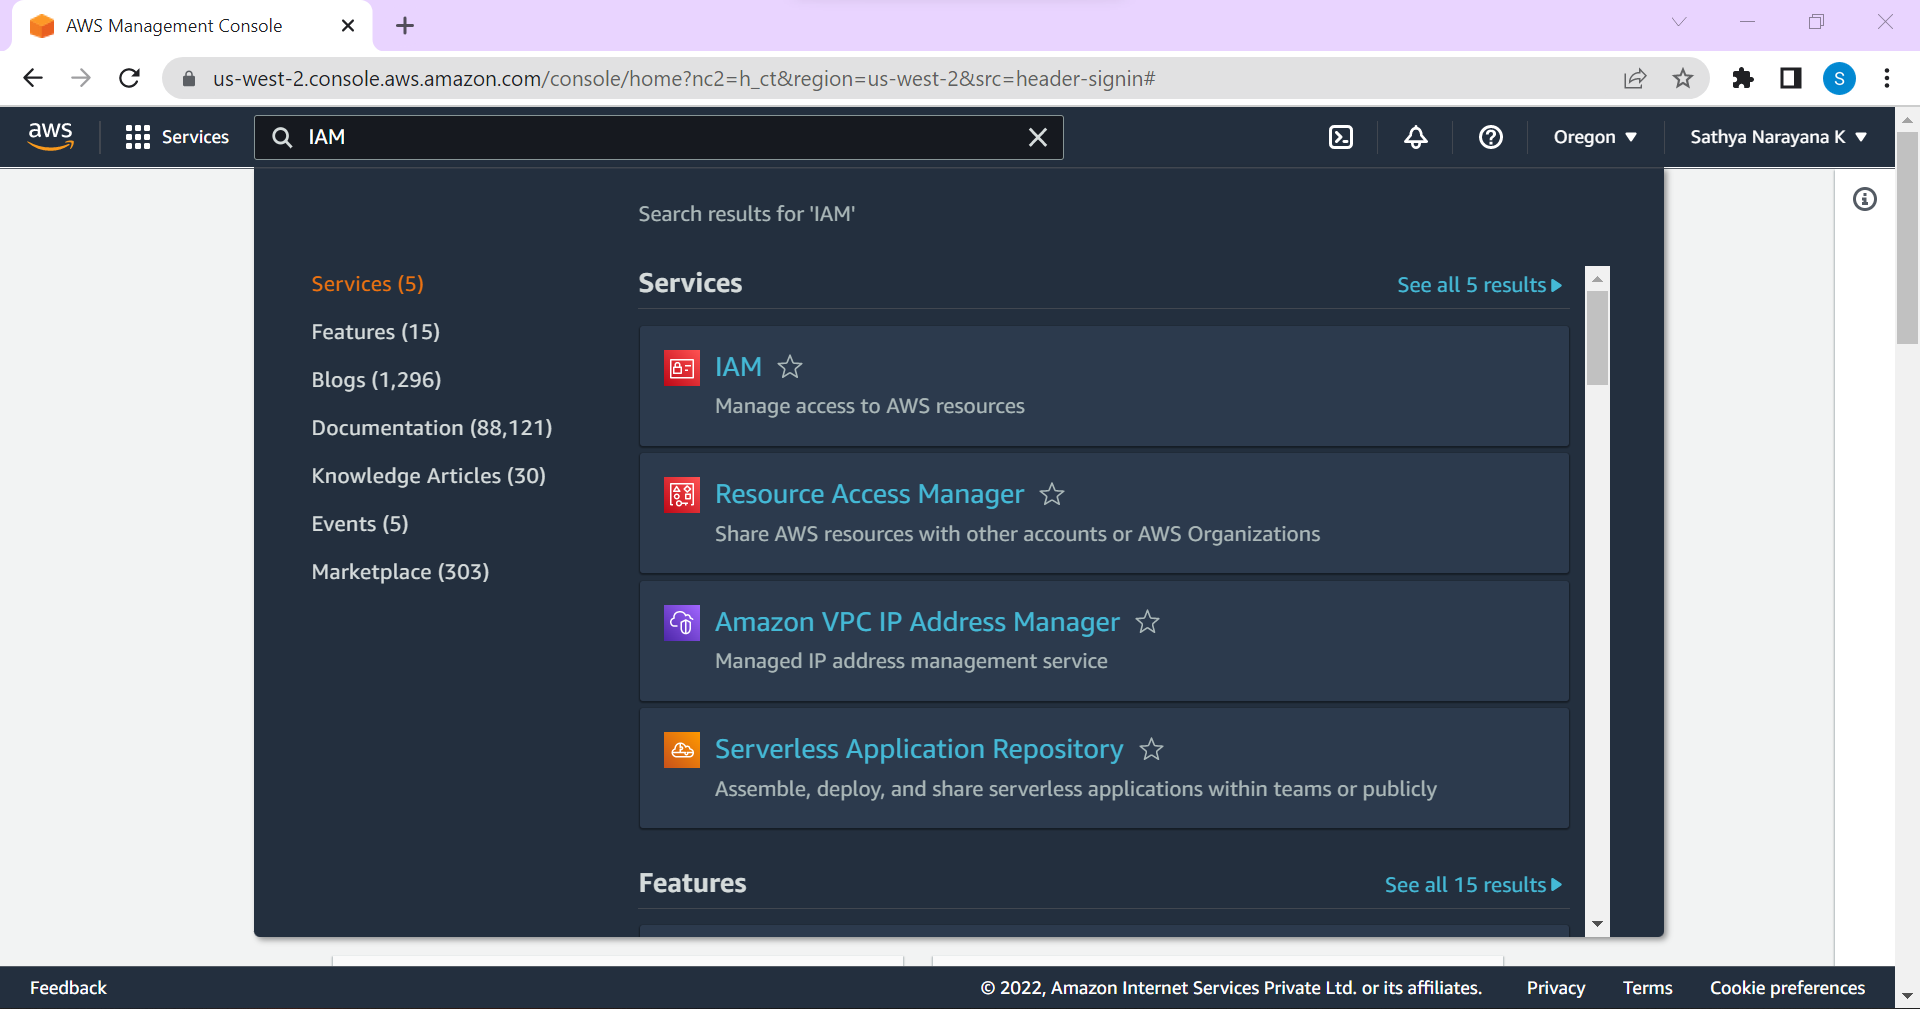 AWS Management Console
us-west-2.console.aws.amazon.com/console/home?nc2=h_ct&region=us-west-2&src=header-signin#
S
aws
Services
IAM
Oregon
Sathya Narayana K
Search results for 'IAM'
Services (5)
Features (15)
Blogs (1,296)
Documentation (88,121)
Knowledge Articles (30)
Events (5)
Marketplace (303)
Services
See all 5 results
IAM
Manage access to AWS resources
Resource Access Manager
Share AWS resources with other accounts or AWS Organizations
Amazon VPC IP Address Manager
Managed IP address management service
Serverless Application Repository
Assemble, deploy, and share serverless applications within teams or publicly
Features
See all 15 results
Feedback
© 2022, Amazon Internet Services Private Ltd. or its affiliates.
Privacy
Terms
Cookie preferences